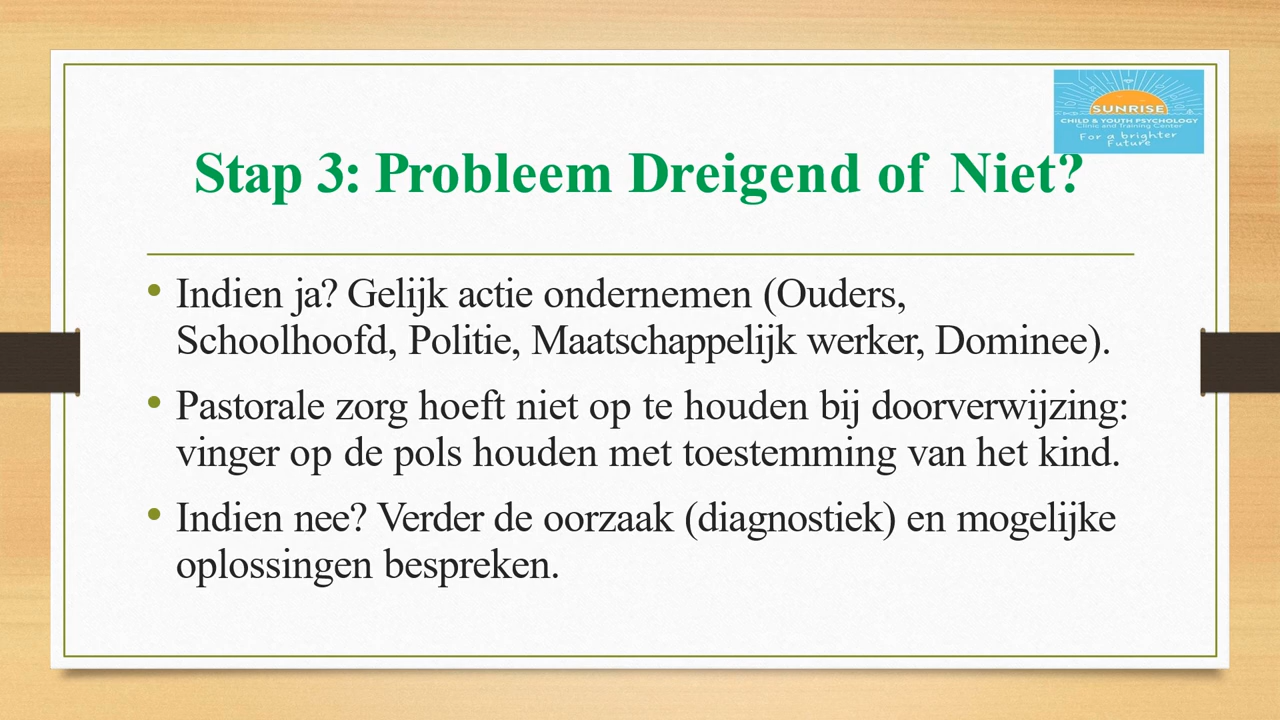 SUNRISE
CHILD & YOUTH PSYCHOLOGY
Clinic and Training Center
For a brighter
Future
Stap 3: Probleem Dreigend of Niet?
• Indien ja? Gelijk actie ondernemen (Ouders,
Schoolhoofd, Politie, Maatschappelijk werker, Dominee).
• Pastorale zorg hoeft niet op te houden bij doorverwijzing:
vinger op de pols houden met toestemming van het kind.
• Indien nee? Verder de oorzaak (diagnostiek) en mogelijke
oplossingen bespreken.